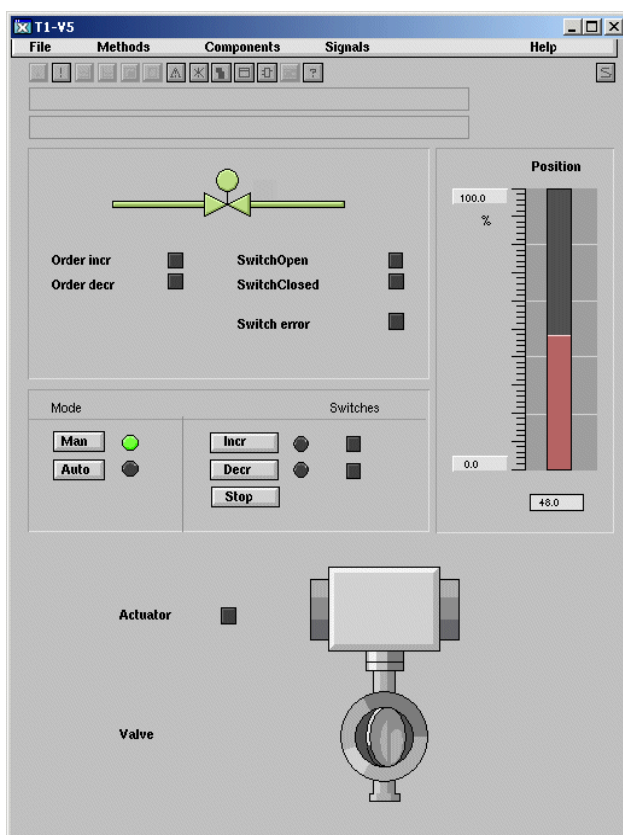 T1-V5
File Methods Components Signals Help
Position
100.0
%
Order incr SwitchOpen
Order decr SwitchClosed
Switch error
Mode Switches
Man Incr
Auto Decr 0.0
Stop 48.0
Actuator
Valve